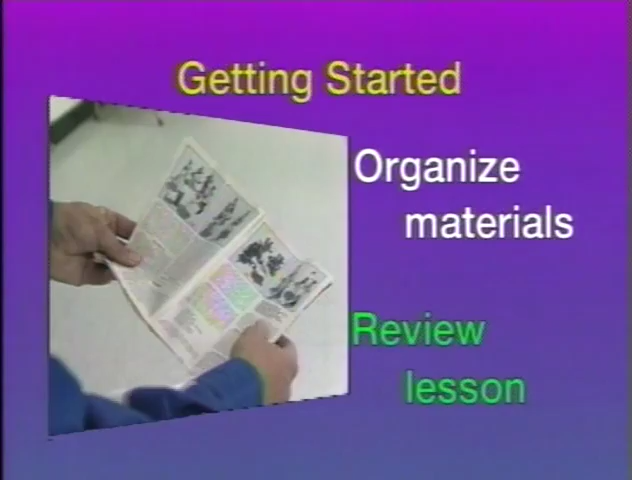 Getting Started
Organize
materials
Review
lesson